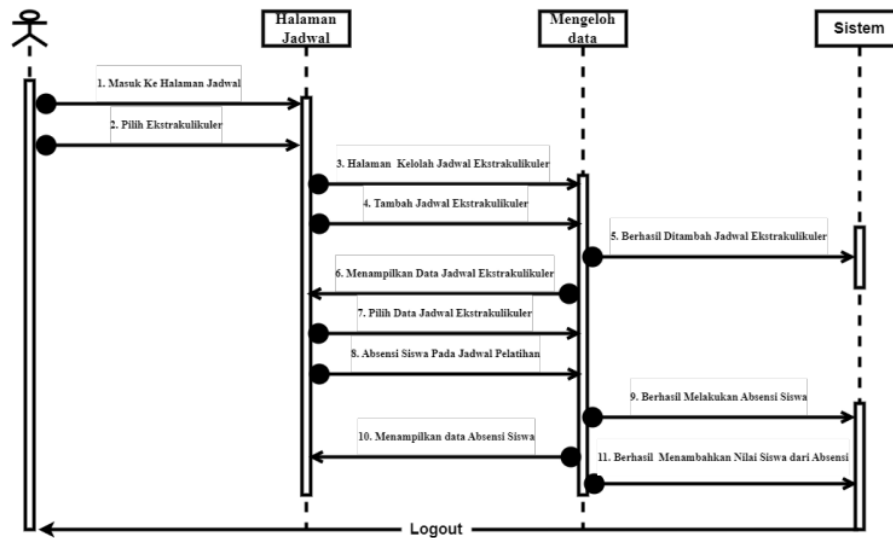 Halaman
Jadwal
Mengeloh
data
Sistem
1. Masuk Ke Halaman Jadwal
2. Pilih Ekstrakulikuler
3. Halaman Kelolah Jadwal Ekstrakulikuler
4. Tambah Jadwal Ekstrakulikuler
5. Berhasil Ditambah Jadwal Ekstrakulikuler
6. Menampilkan Data Jadwal Ekstrakulikuler
7. Pilih Data Jadwal Ekstrakulikuler
8. Absensi Siswa Pada Jadwal Pelatihan
9. Berhasil Melakukan Absensi Siswa
10. Menampilkan data Absensi Siswa
11. Berhasil Menambahkan Nilai Siswa dari Absensi
Logout